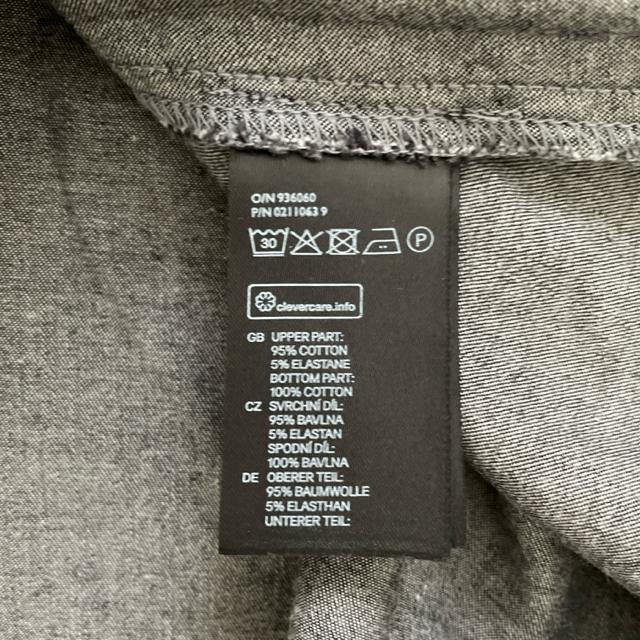 O/N 936060
P/N 0211063 9
30 P
clevercare.info
GB UPPER PART:
95% COTTON
5% ELASTANE
BOTTOM PART:
100% COTTON
CZ SVRCHNÍ DÍL:
95% BAVLNA
5% ELASTAN
SPODNÍ DÍL:
100% BAVLNA
DE OBERER TEIL:
95% BAUMWOLLE
5% ELASTHAN
UNTERER TEIL: